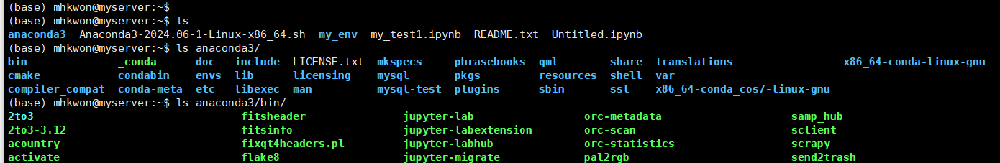 (base) mhkwon@myserver:~$
(base) mhkwon@myserver:~$ ls
anaconda3  Anaconda3-2024.06-1-Linux-x86_64.sh  my_env  my_test1.ipynb  README.txt  Untitled.ipynb
(base) mhkwon@myserver:~$ ls anaconda3/
bin              _conda      doc   include  LICENSE.txt  mkspecs     phrasebooks  qml        share  translations               x86_64-conda-linux-gnu
cmake            condabin    envs  lib      licensing    mysql       pkgs         resources  shell  var
compiler_compat  conda-meta  etc   libexec  man          mysql-test  plugins      sbin       ssl    x86_64-conda_cos7-linux-gnu
(base) mhkwon@myserver:~$ ls anaconda3/bin/
2to3                         fitsheader          jupyter-lab           orc-metadata             samp_hub
2to3-3.12                    fitsinfo            jupyter-labextension  orc-scan                 sclient
acountry                     fixqt4headers.pl    jupyter-labhub        orc-statistics           scrapy
activate                     flake8              jupyter-migrate       pal2rgb                  send2trash